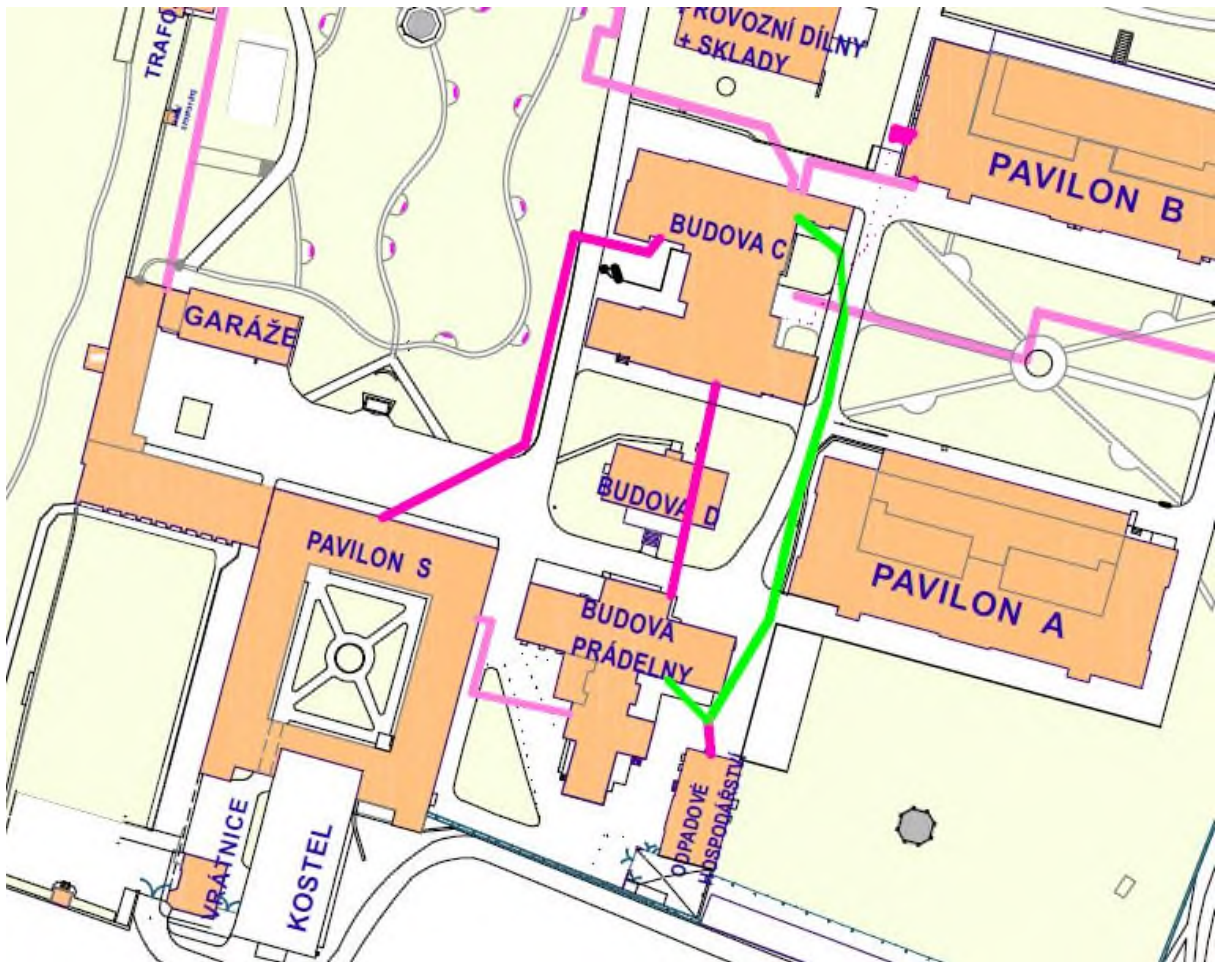 TRAFO
PROVOZNÍ DÍLNY
+ SKLADY
PAVILON B
BUDOVA C
GARÁŽE
BUDOVA D
PAVILON S
PAVILON A
BUDOVA
PRÁDELNY
ODPADOVÉ
HOSPODÁŘSTVÍ
VRÁTNICE
KOSTEL